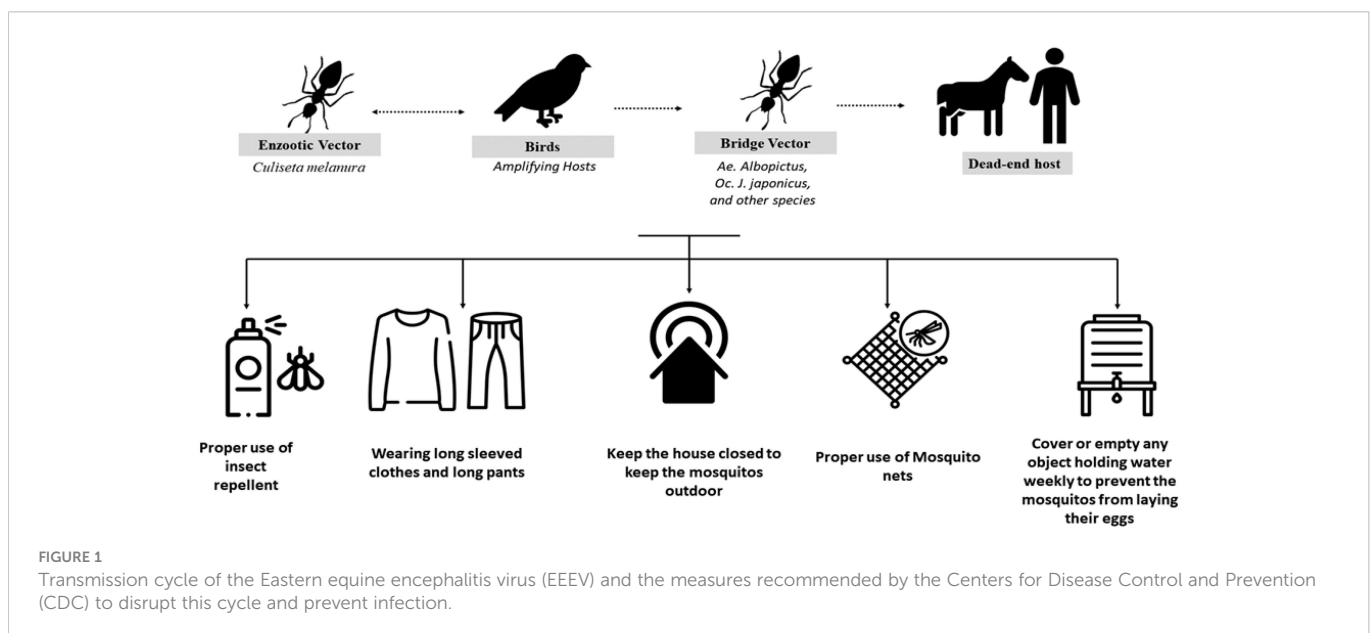 Enzootic Vector
Culiseta melanura
Birds
Amplifying Hosts
Bridge Vector
Ae. Albopictus,
Oc. J. japonicus,
and other species
Dead-end host
Proper use of
insect
repellent
Wearing long sleeved
clothes and long pants
Keep the house closed to
keep the mosquitos
outdoor
Proper use of Mosquito
nets
Cover or empty any
object holding water
weekly to prevent the
mosquitos from laying
their eggs
FIGURE 1
Transmission cycle of the Eastern equine encephalitis virus (EEEV) and the measures recommended by the Centers for Disease Control and Prevention
(CDC) to disrupt this cycle and prevent infection.